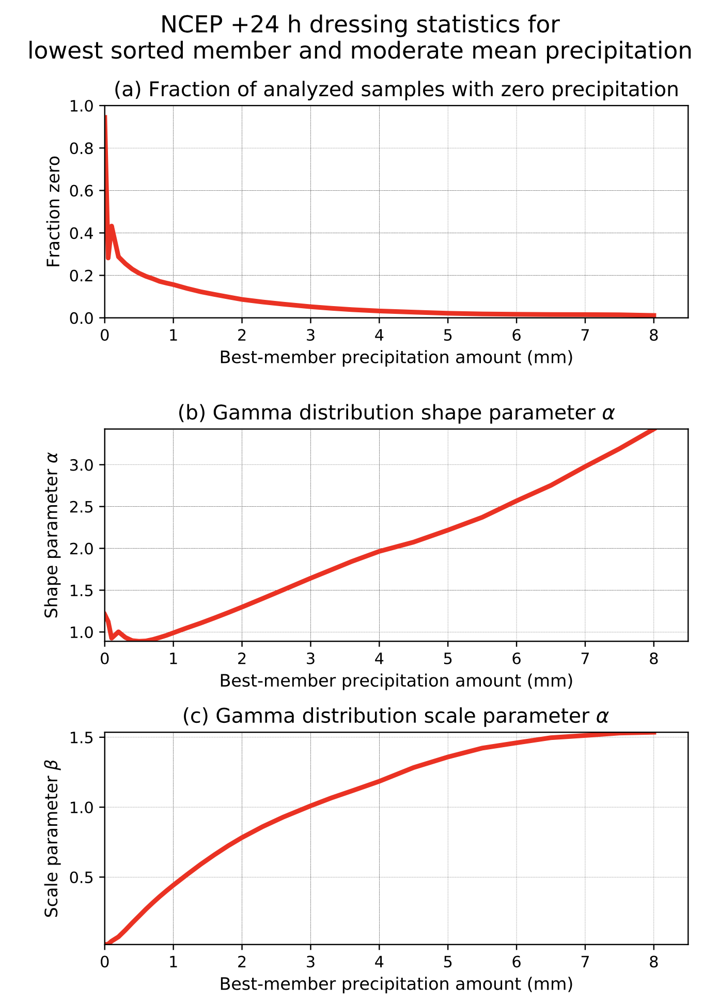 NCEP +24 h dressing statistics for
lowest sorted member and moderate mean precipitation
(a) Fraction of analyzed samples with zero precipitation
1.0
0.8
0.6
0.4
0.2
0.0
Fraction zero
0 1 2 3 4 5 6 7 8
Best-member precipitation amount (mm)
(b) Gamma distribution shape parameter α
3.0
2.5
2.0
1.5
1.0
Shape parameter α
0 1 2 3 4 5 6 7 8
Best-member precipitation amount (mm)
(c) Gamma distribution scale parameter α
1.5
1.0
0.5
Scale parameter β
0 1 2 3 4 5 6 7 8
Best-member precipitation amount (mm)